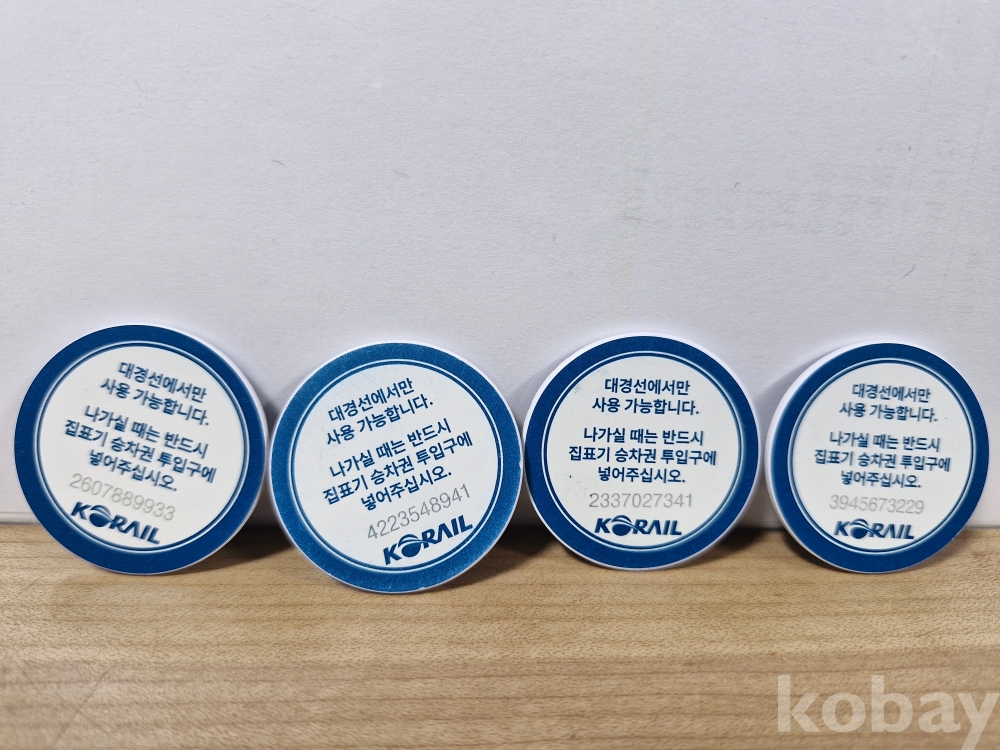 대경선에서만
사용 가능합니다.
나가실 때는 반드시
집표기 승차권 투입구에
넣어주십시오.
2607889933
KORAIL
대경선에서만
사용 가능합니다.
나가실 때는 반드시
집표기 승차권 투입구에
넣어주십시오.
4223548941
KORAIL
대경선에서만
사용 가능합니다.
나가실 때는 반드시
집표기 승차권 투입구에
넣어주십시오.
2337027341
KORAIL
대경선에서만
사용 가능합니다.
나가실 때는 반드시
집표기 승차권 투입구에
넣어주십시오.
3945673229
KORAIL
kobay